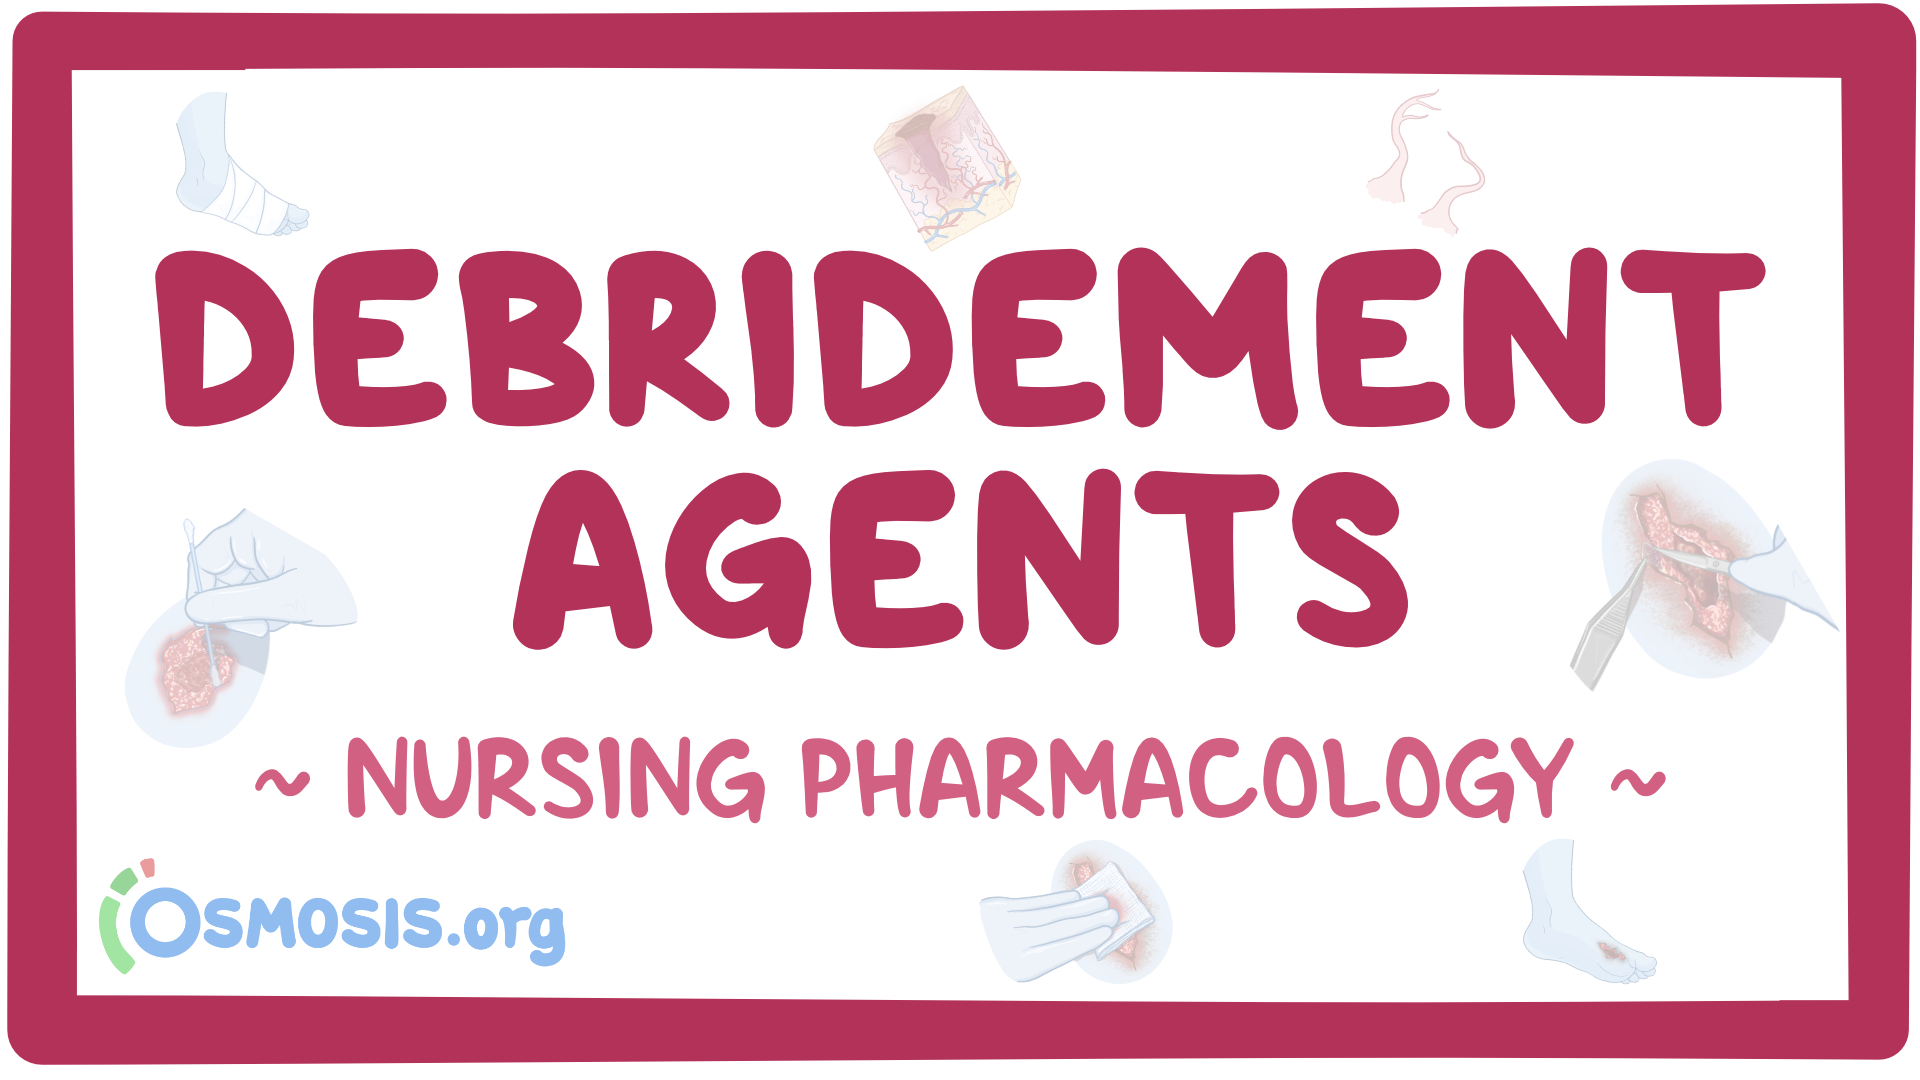 DEBRIDEMENT
AGENTS
~ NURSING PHARMACOLOGY ~
OSMOSIS.org